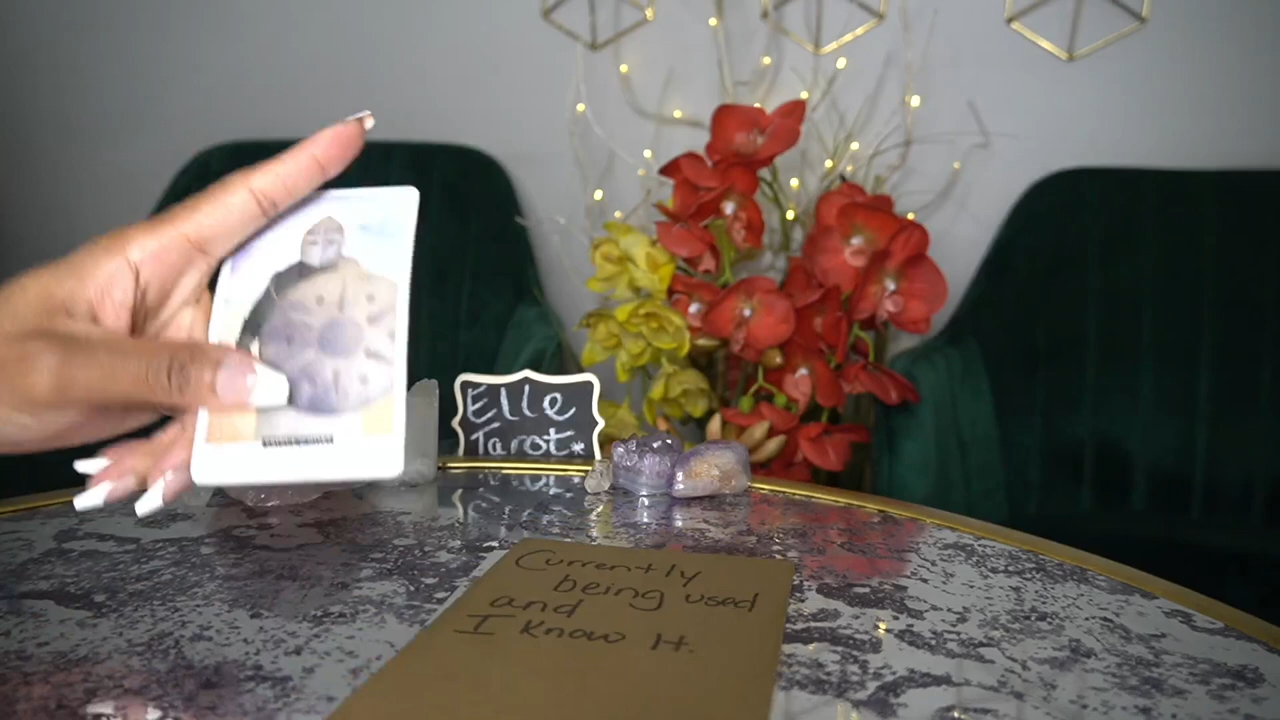 Elle
Tarot*
Currently
being used
and
I know It.